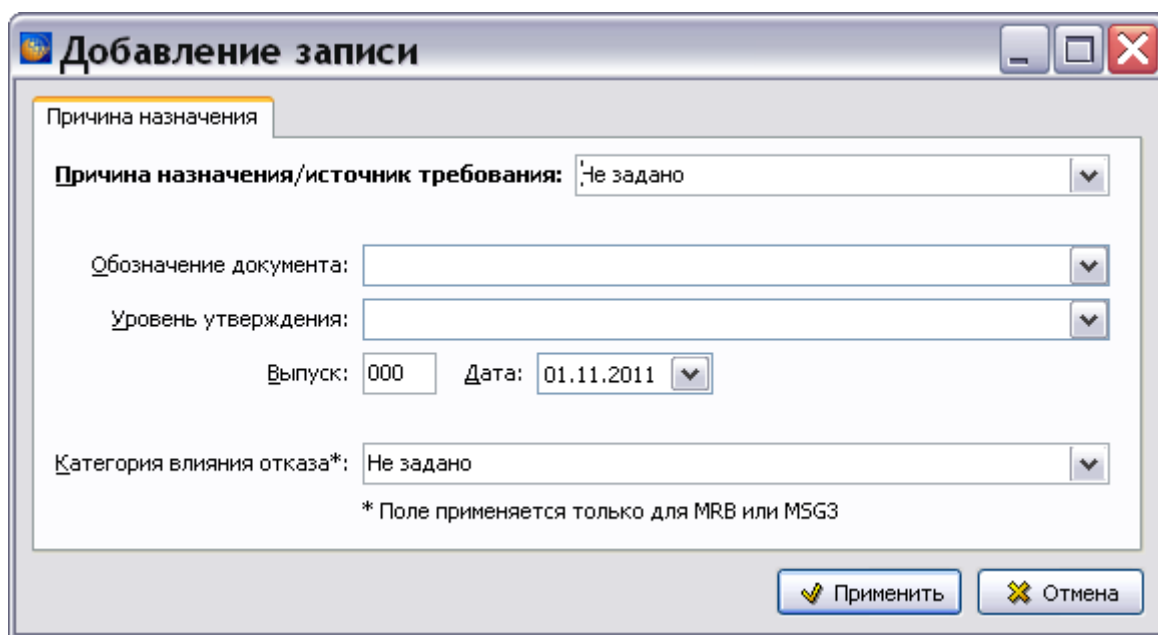 Добавление записи
Причина назначения
Причина назначения/источник требования: Не задано
Обозначение документа:
Уровень утверждения:
Выпуск: 000 Дата: 01.11.2011
Категория влияния отказа*: Не задано
* Поле применяется только для MRB или MSG3
Применить Отмена